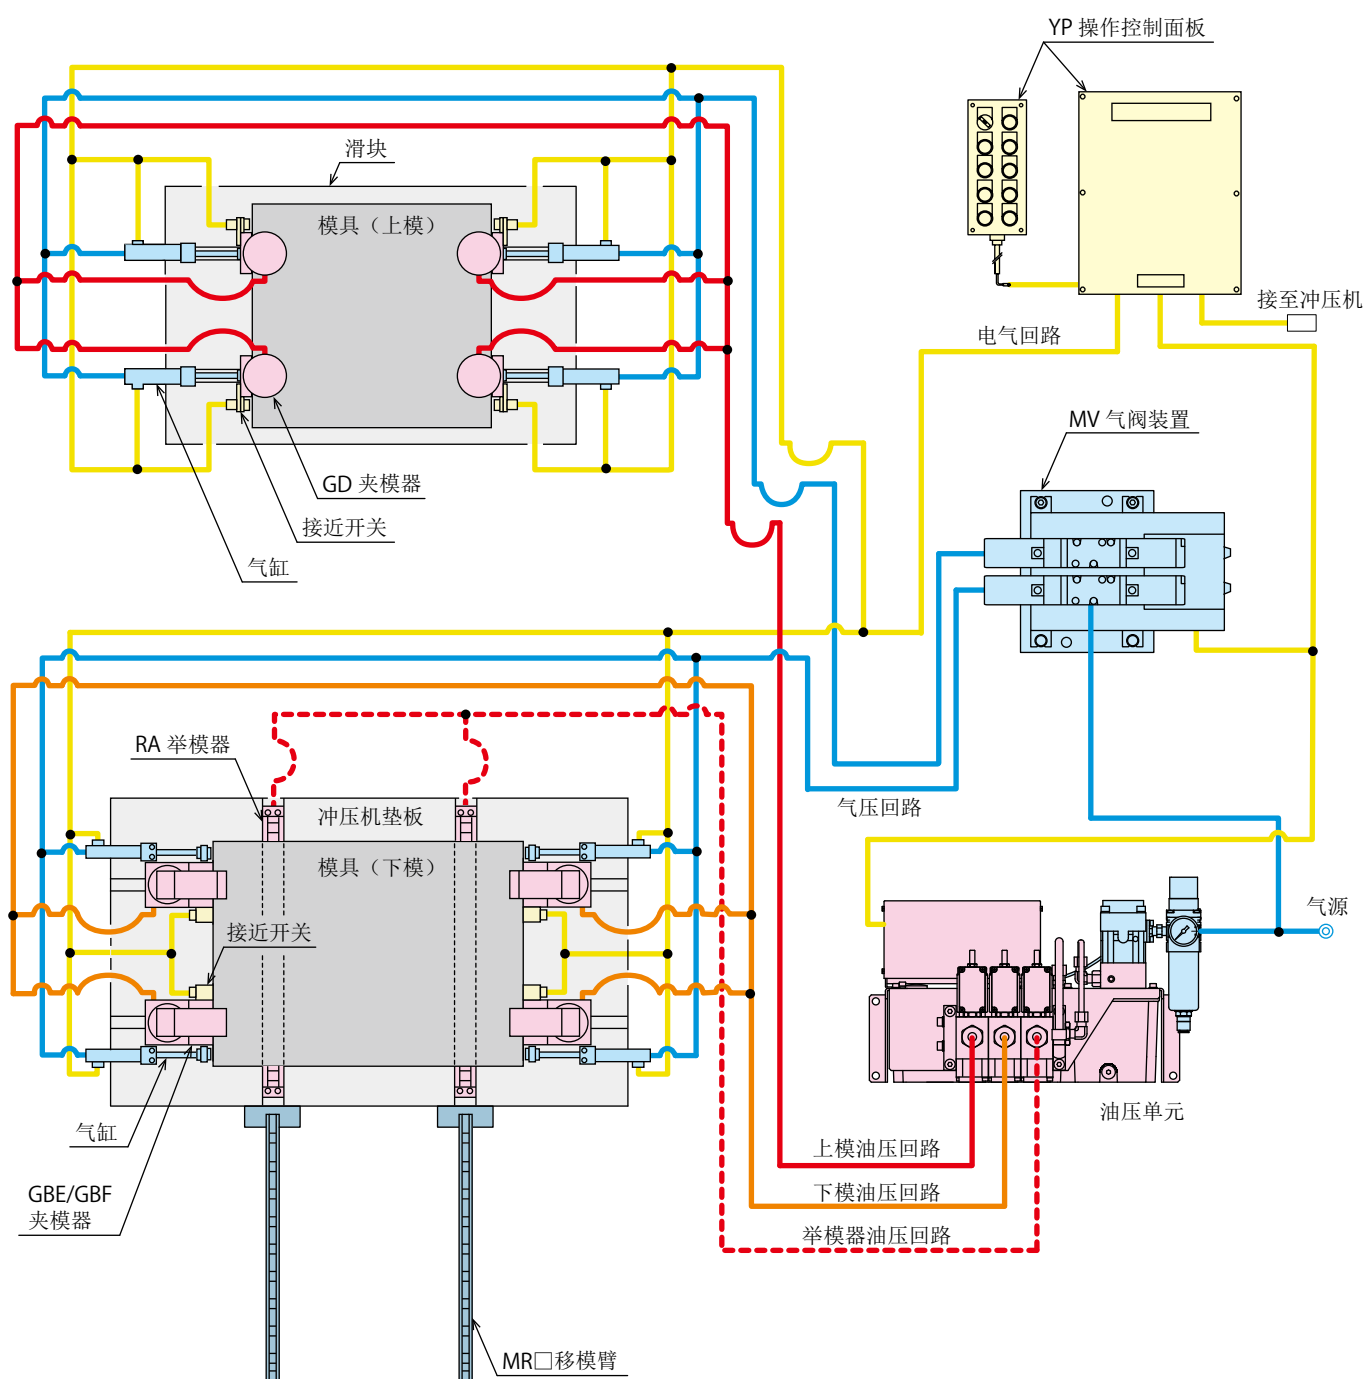 YP 操作控制面板
滑块
模具（上模）
接至冲压机
电气回路
MV 气阀装置
GD 夹模器
接近开关
气缸
RA 举模器
冲压机垫板
气压回路
模具（下模）
接近开关
气源
油压单元
气缸
上模油压回路
GBE/GBF
夹模器
下模油压回路
举模器油压回路
MR□移模臂